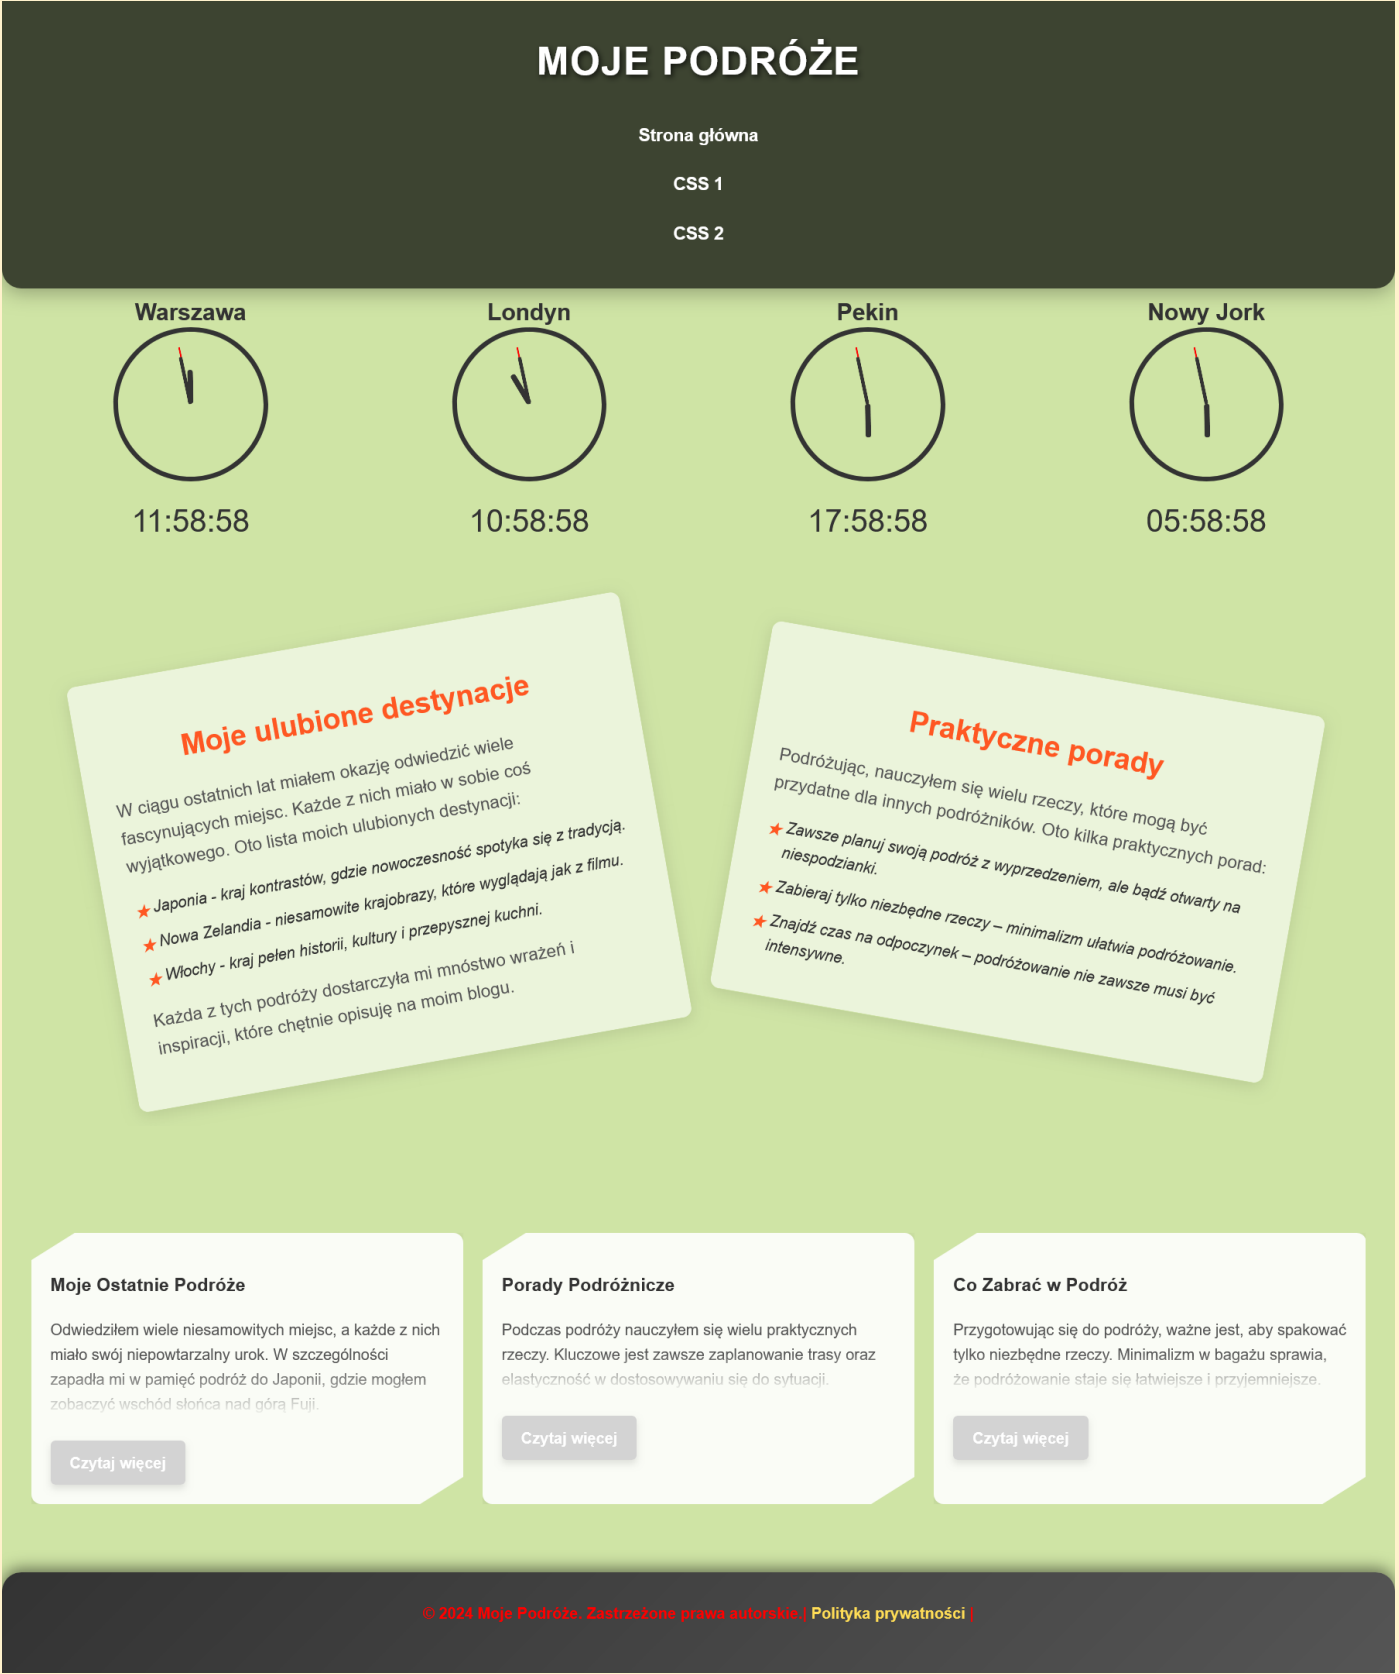 MOJE PODRÓŻE
Strona główna
CSS 1
CSS 2
Warszawa
Londyn
Pekin
Nowy Jork
11:58:58
10:58:58
17:58:58
05:58:58
Moje ulubione destynacje
W ciągu ostatnich lat miałem okazję odwiedzić wiele
fascynujących miejsc. Każde z nich miało w sobie coś
wyjątkowego. Oto lista moich ulubionych destynacji:
★ Japonia - kraj kontrastów, gdzie nowoczesność spotyka się z tradycją.
★ Nowa Zelandia - niesamowite krajobrazy, które wyglądają jak z filmu.
★ Włochy - kraj pełen historii, kultury i przepysznej kuchni.
Każda z tych podróży dostarczyła mi mnóstwo wrażeń i
inspiracji, które chętnie opisuję na moim blogu.
Praktyczne porady
Podróżując, nauczyłem się wielu rzeczy, które mogą być
przydatne dla innych podróżników. Oto kilka praktycznych porad:
★ Zawsze planuj swoją podróż z wyprzedzeniem, ale bądź otwarty na
niespodzianki.
★ Zabieraj tylko niezbędne rzeczy – minimalizm ułatwia podróżowanie.
★ Znajdź czas na odpoczynek – podróżowanie nie zawsze musi być
intensywne.
Moje Ostatnie Podróże
Odwiedziłem wiele niesamowitych miejsc, a każde z nich
miało swój niepowtarzalny urok. W szczególności
zapadła mi w pamięć podróż do Japonii, gdzie mogłem
zobaczyć wschód słońca nad górą Fuji.
Czytaj więcej
Porady Podróżnicze
Podczas podróży nauczyłem się wielu praktycznych
rzeczy. Kluczowe jest zawsze zaplanowanie trasy oraz
elastyczność w dostosowywaniu się do sytuacji.
Czytaj więcej
Co Zabrać w Podróż
Przygotowując się do podróży, ważne jest, aby spakować
tylko niezbędne rzeczy. Minimalizm w bagażu sprawia,
że podróżowanie staje się łatwiejsze i przyjemniejsze.
Czytaj więcej
© 2024 Moje Podróże. Zastrzeżone prawa autorskie.| Polityka prywatności |